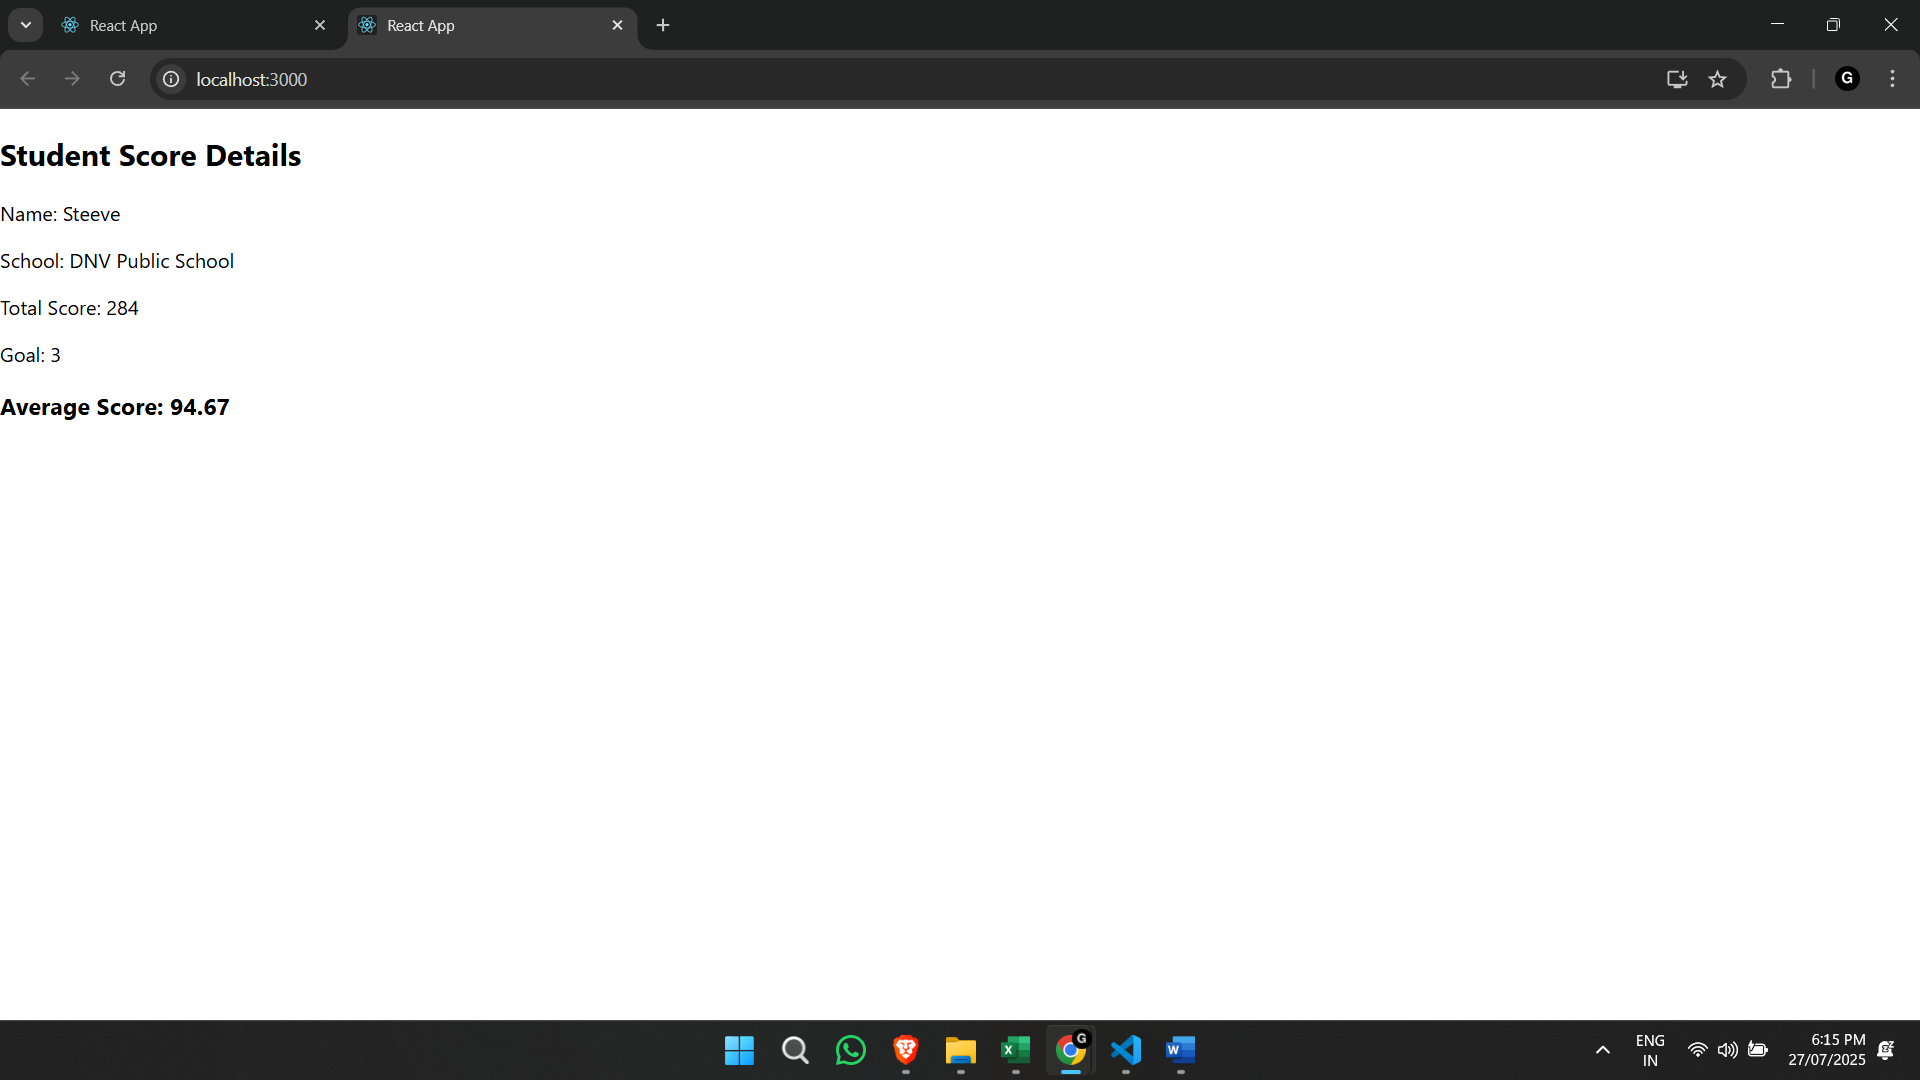 React App
React App
localhost:3000
G
Student Score Details
Name: Steeve
School: DNV Public School
Total Score: 284
Goal: 3
Average Score: 94.67
G
ENG
IN
6:15 PM
27/07/2025